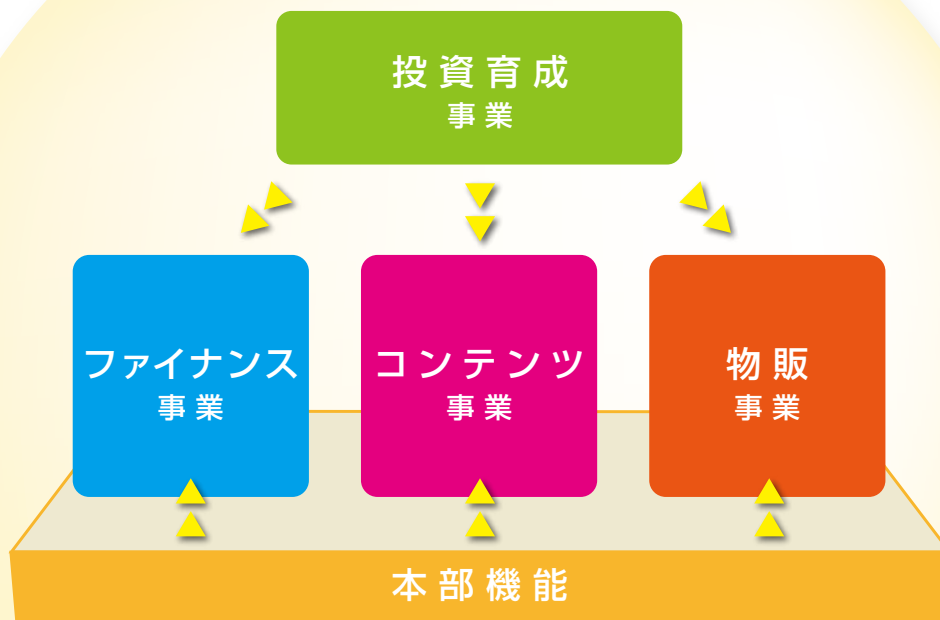 投資育成
事業
ファイナンス
事業
コンテンツ
事業
物販
事業
本部機能